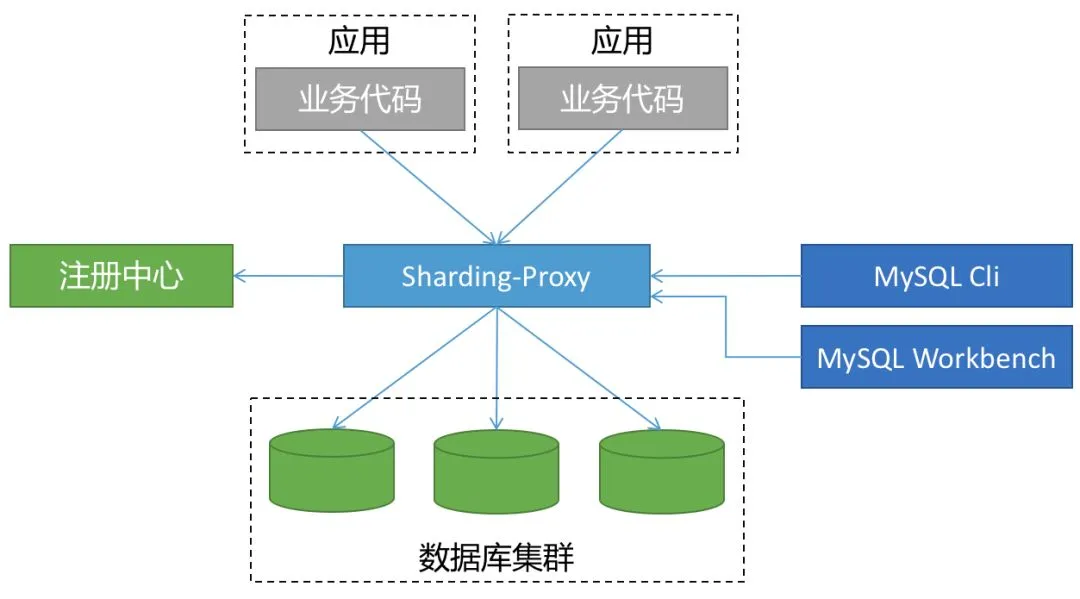 应用
业务代码
应用
业务代码
注册中心
Sharding-Proxy
MySQL Cli
MySQL Workbench
数据库集群